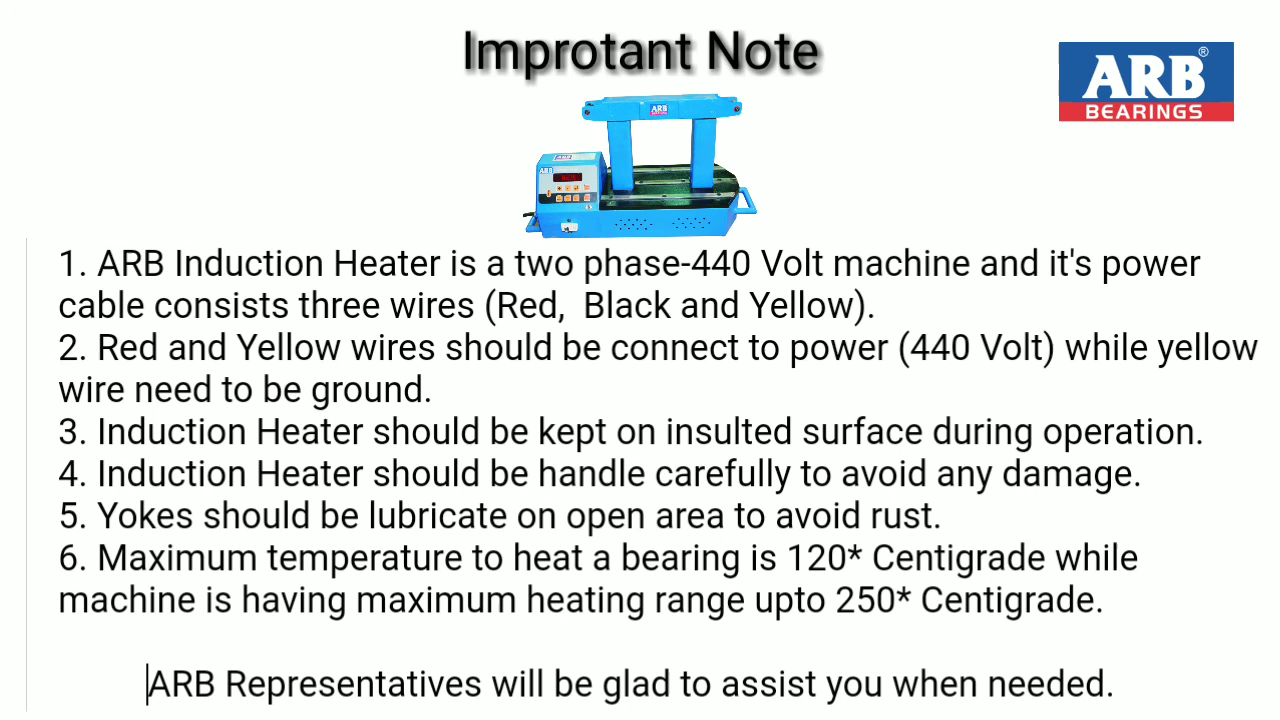 Improtant Note
ARB®
BEARINGS
ARB
ARB
1. ARB Induction Heater is a two phase-440 Volt machine and it's power
cable consists three wires (Red,  Black and Yellow).
2. Red and Yellow wires should be connect to power (440 Volt) while yellow
wire need to be ground.
3. Induction Heater should be kept on insulted surface during operation.
4. Induction Heater should be handle carefully to avoid any damage.
5. Yokes should be lubricate on open area to avoid rust.
6. Maximum temperature to heat a bearing is 120* Centigrade while
machine is having maximum heating range upto 250* Centigrade.
ARB Representatives will be glad to assist you when needed.